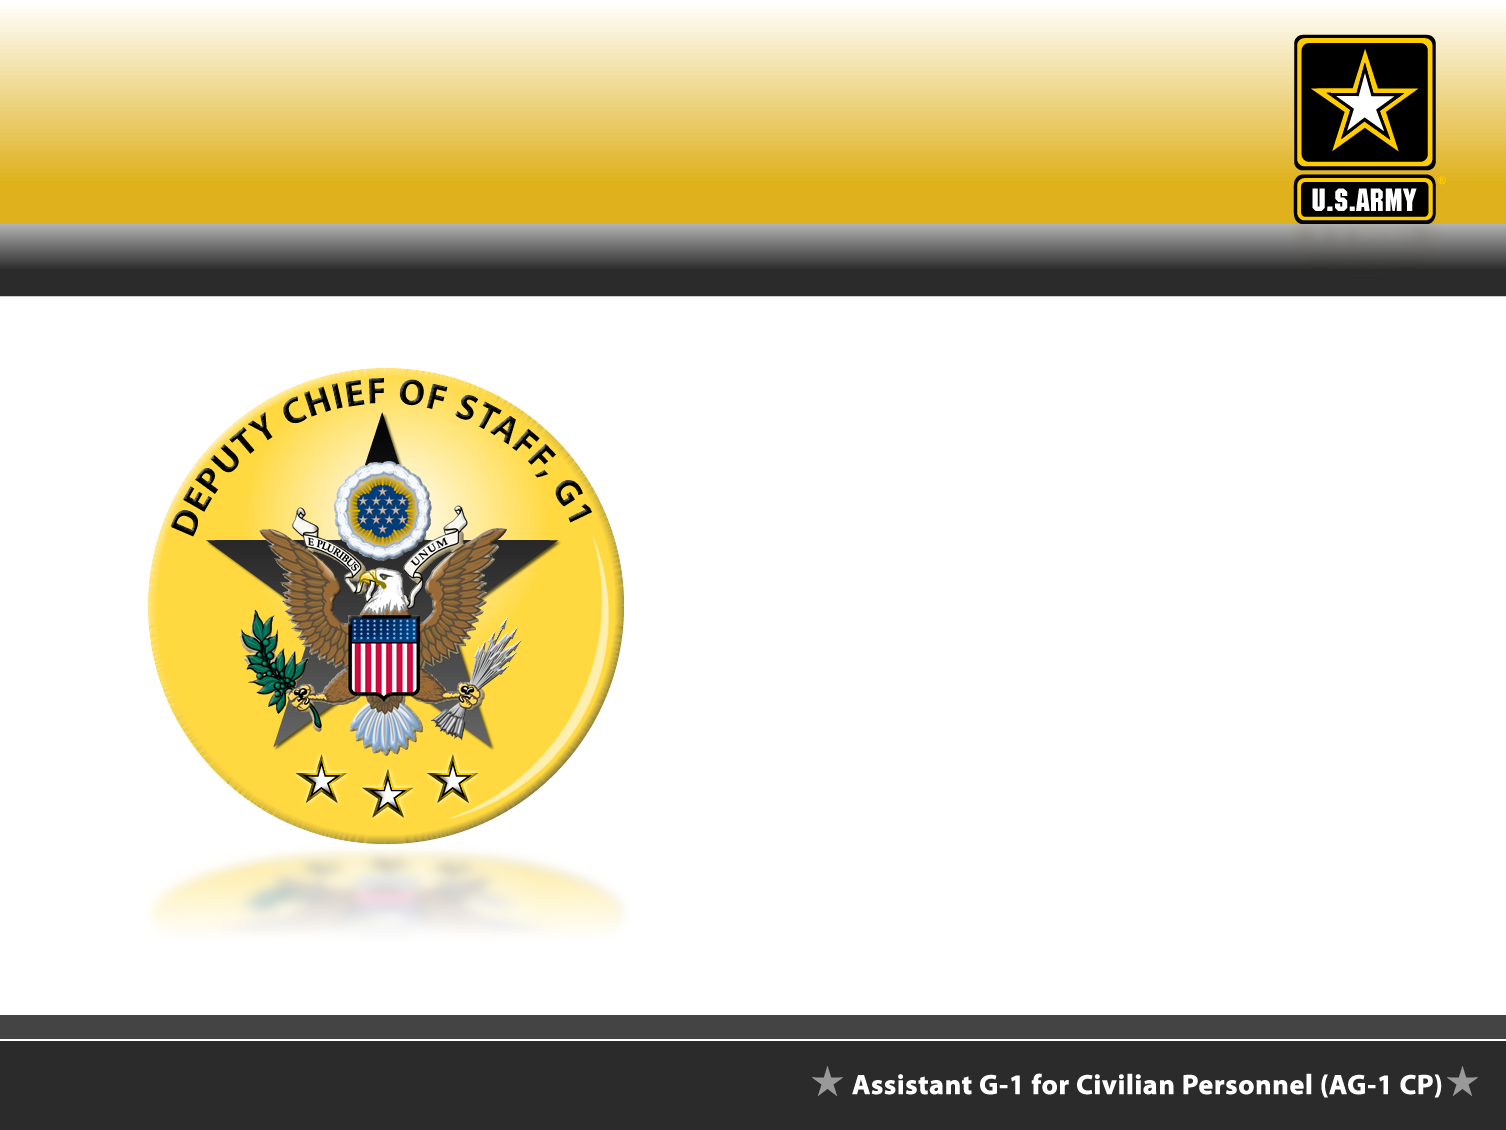 U.S.ARMY
®
DEPUTY CHIEF OF STAFF, G1
E PLURIBUS UNUM
Assistant G-1 for Civilian Personnel (AG-1 CP)